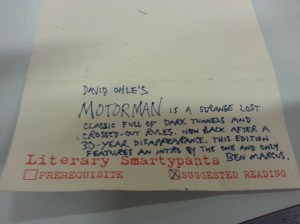 DAVID OHLE'S
MOTORMAN IS A STRANGE LOST
CLASSIC FULL OF DARK TUNNELS AND
CROSSED-OUT RULES. NOW BACK AFTER A
33-YEAR DISAPPEARANCE, THIS EDITION
FEATURES AN INTRO BY THE ONE AND ONLY
BEN MARCUS.
Literary Smartypants
PREREQUISITE SUGGESTED READING